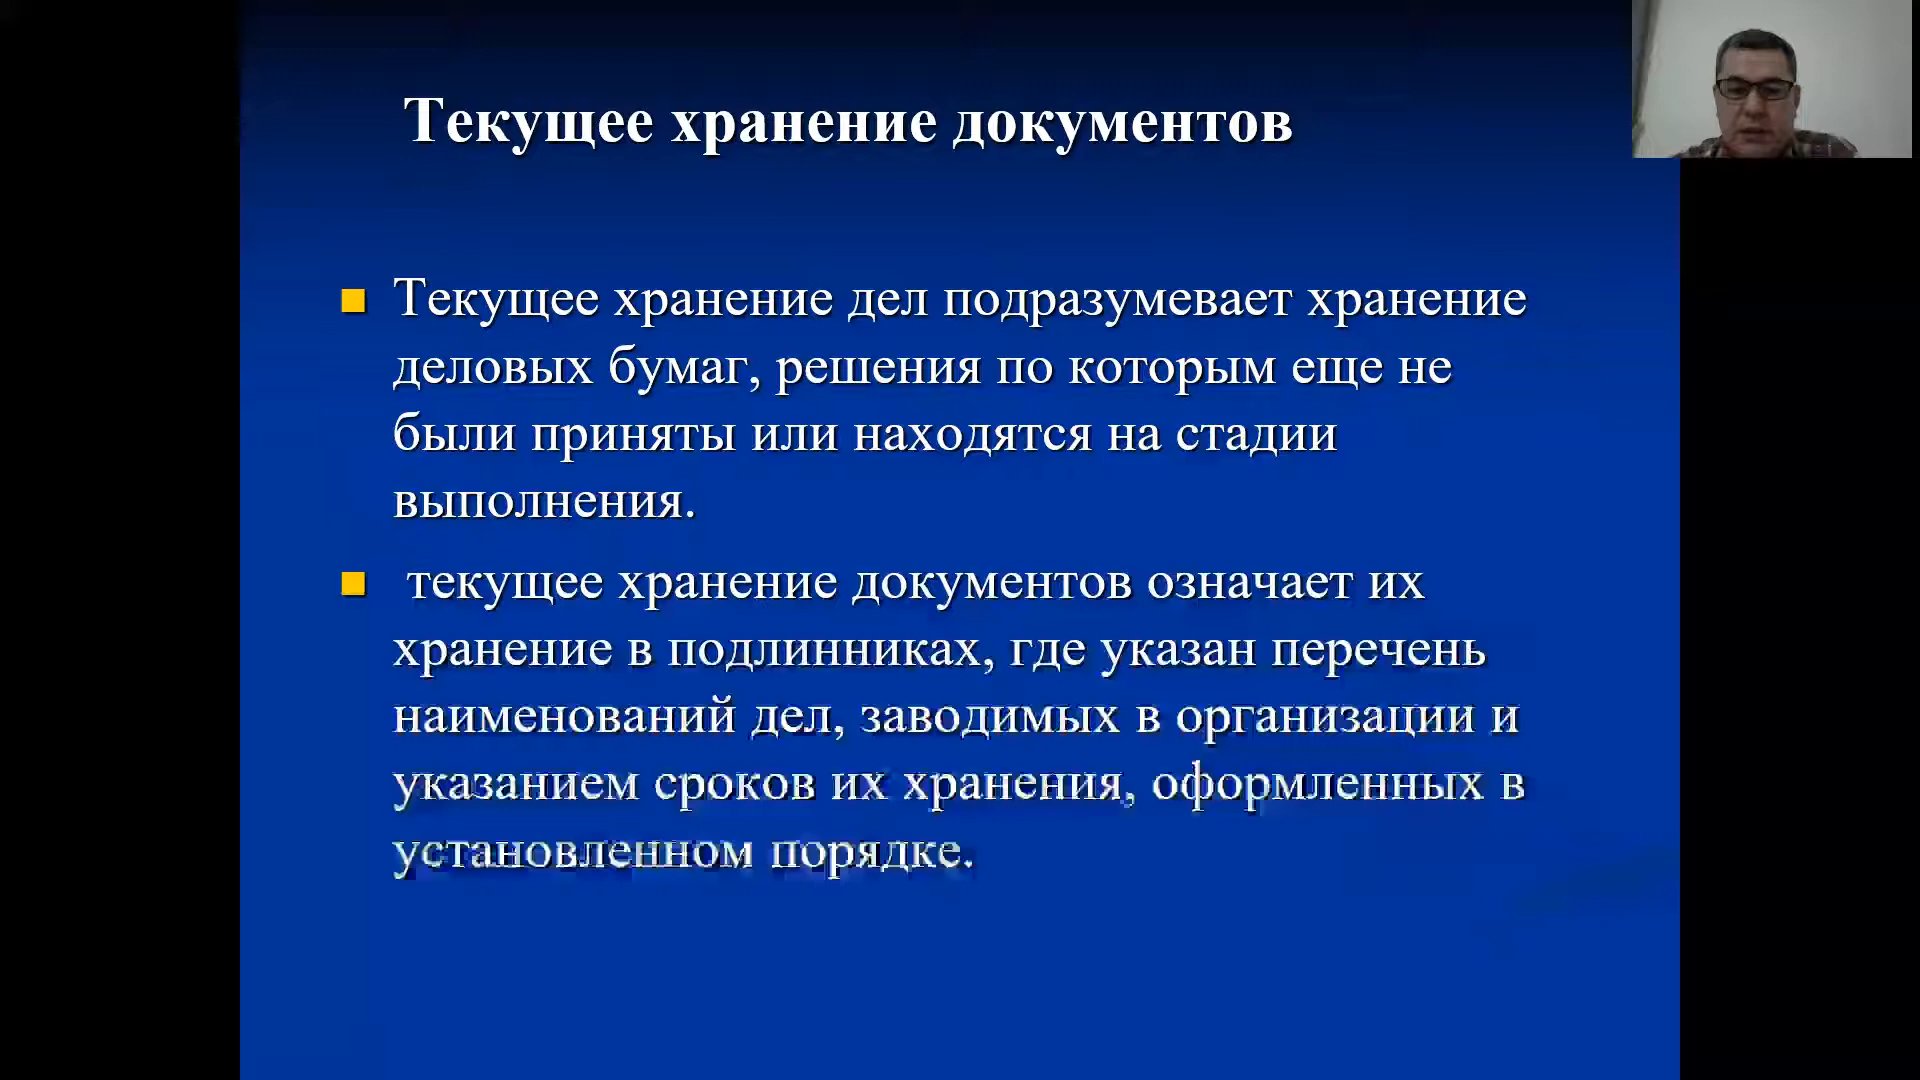 Текущее хранение документов
Текущее хранение дел подразумевает хранение
деловых бумаг, решения по которым еще не
были приняты или находятся на стадии
выполнения.
текущее хранение документов означает их
хранение в подлинниках, где указан перечень
наименований дел, заводимых в организации и
указанием сроков их хранения, оформленных в
установленном порядке.